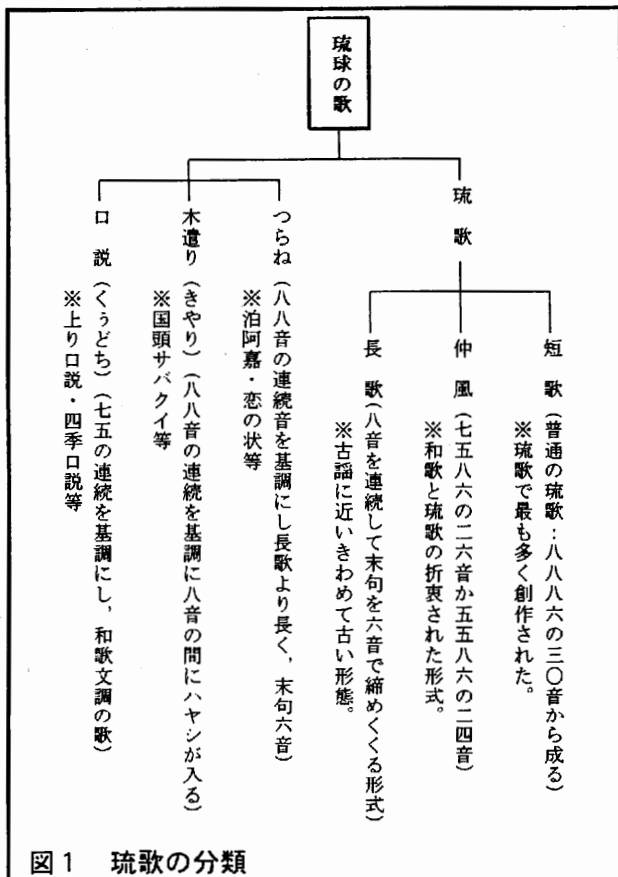 琉球の歌
琉　歌
短　歌（普通の琉歌：八八八六の三〇音から成る）
※琉歌で最も多く創作された。
仲　風（七五八六の二六音か五五八六の二四音）
※和歌と琉歌の折衷された形式。
長　歌（八音を連続して末句を六音で締めくくる形式）
※古謡に近いきわめて古い形態。
つらね（八八音の連続音を基調にし長歌より長く，末句六音）
※泊阿嘉・恋の状等
木遣り（きやり）（八八音の連続を基調に八音の間にハヤシが入る）
※国頭サバクイ等
口　説（くぅどち）（七五の連続を基調にし，和歌文調の歌）
※上り口説・四季口説等
図1　琉歌の分類